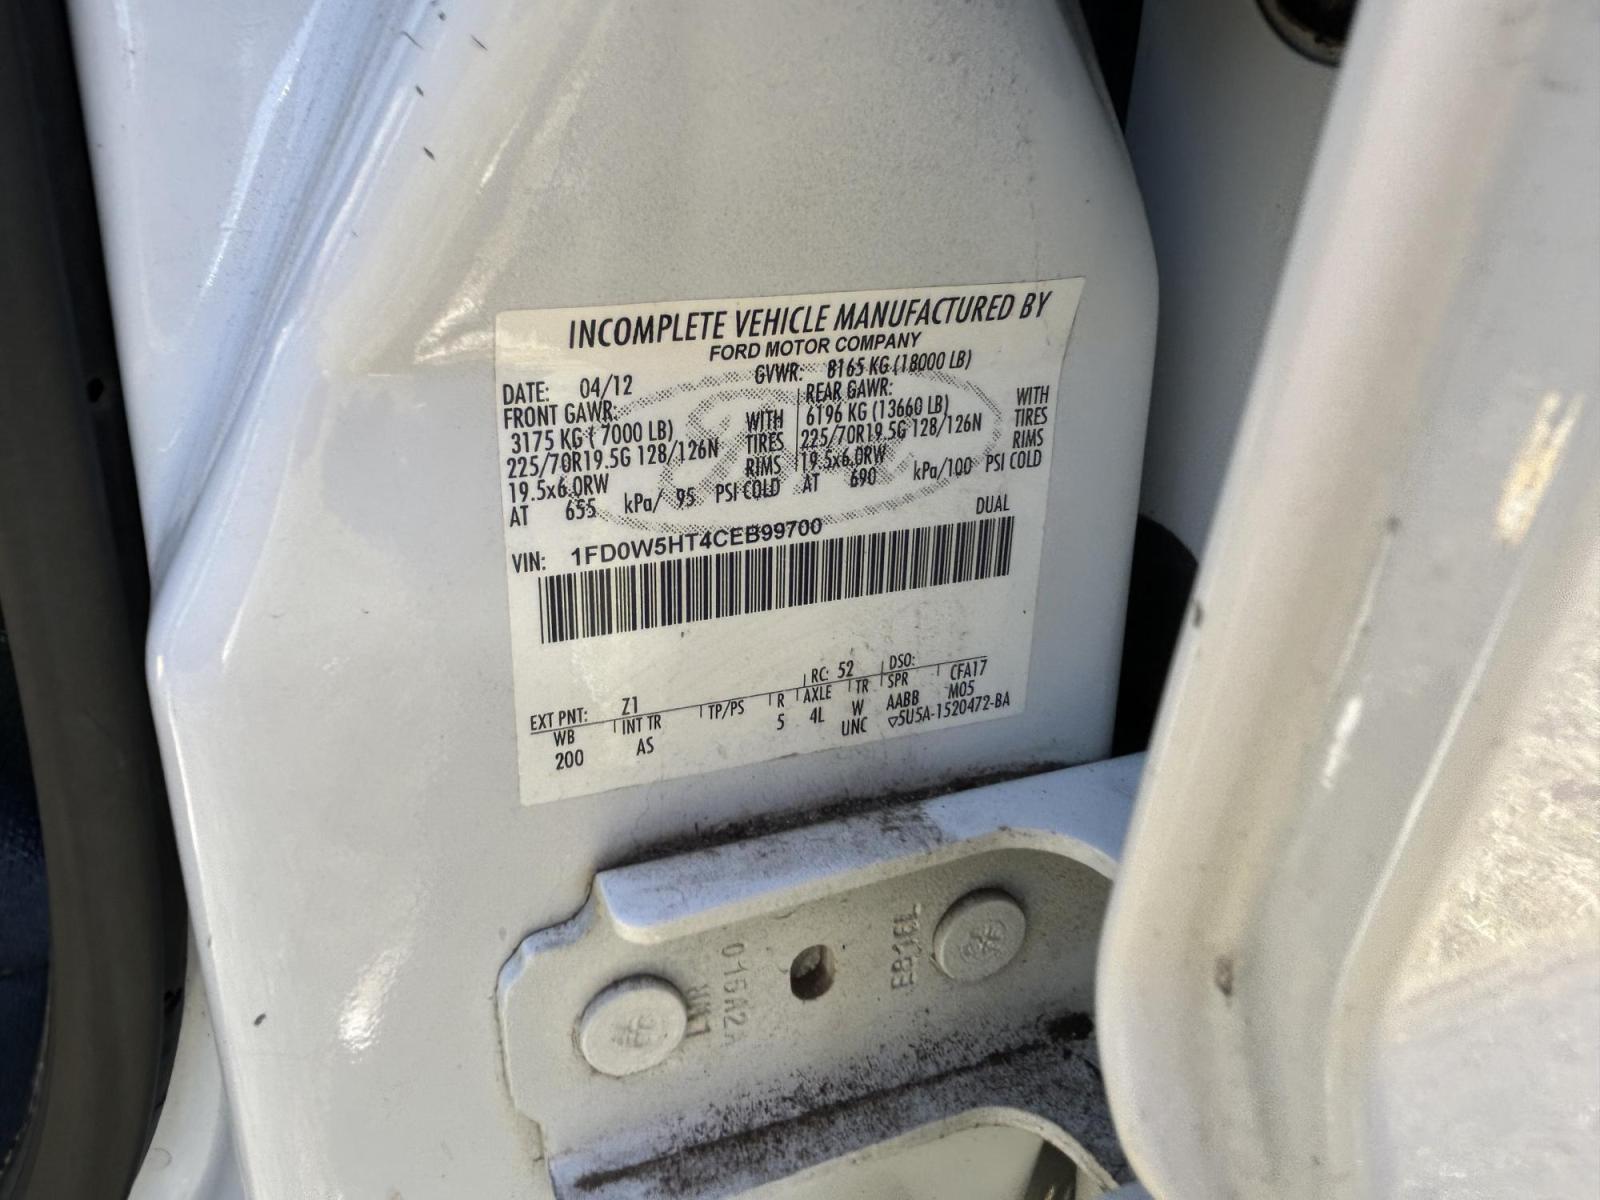 INCOMPLETE VEHICLE MANUFACTURED BY
FORD MOTOR COMPANY
DATE: 04/12 GVWR: 8165 KG (18000 LB)
FRONT GAWR: REAR GAWR:
3175 KG ( 7000 LB) WITH 6196 KG (13660 LB) WITH
225/70R19.5G 128/126N TIRES 225/70R19.5G 128/126N TIRES
19.5x6.0RW RIMS 19.5x6.0RW RIMS
AT 655 kPa/ 95 PSI COLD AT 690 kPa/100 PSI COLD
DUAL
VIN: 1FD0W5HT4CEB99700
EXT PNT: Z1 RC: 52 DSO:
WB INT TR TP/PS R AXLE TR SPR CFA17
200 AS 5 4L W AABB M05
UNC ▽5U5A-1520472-BA